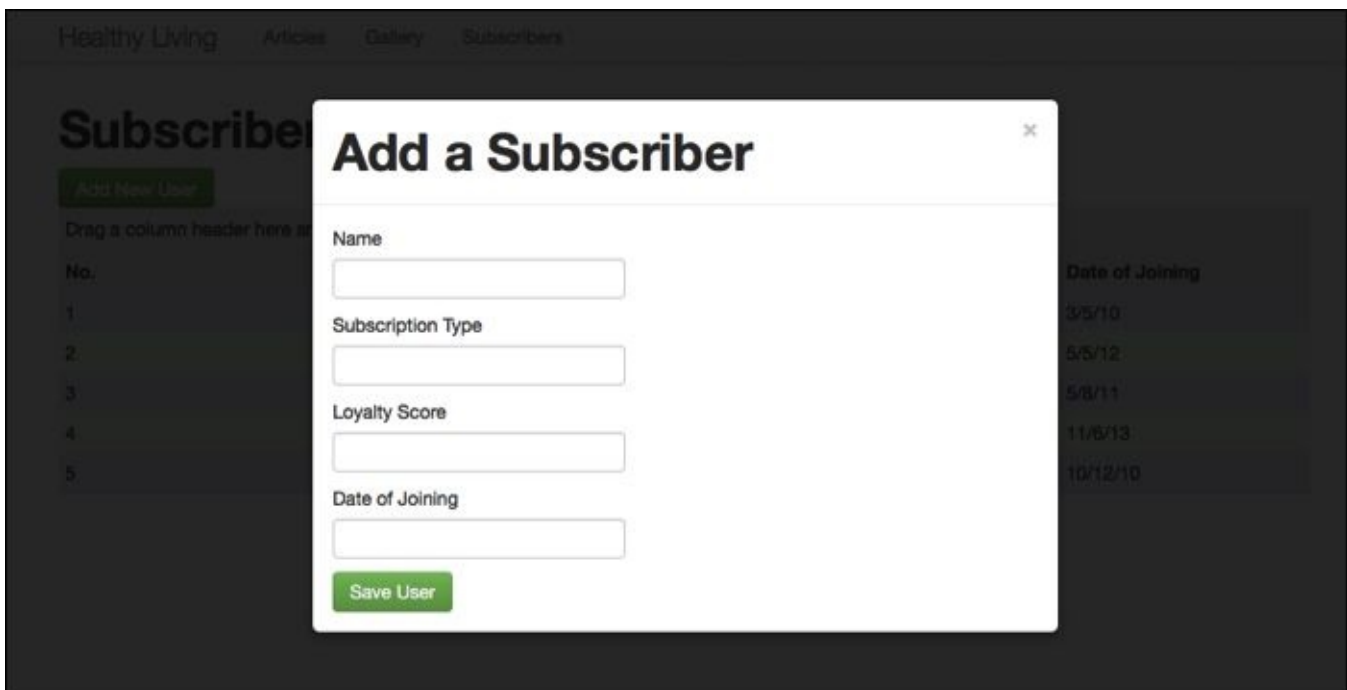 Healthy Living Articles Gallery Subscribers
Subscriber
Add a Subscriber ×
Add New User
Drag a column header here
Name
No. Date of Joining
1 3/5/10
Subscription Type
2 5/5/12
3 5/8/11
Loyalty Score
4 11/6/13
5 10/12/10
Date of Joining
Save User